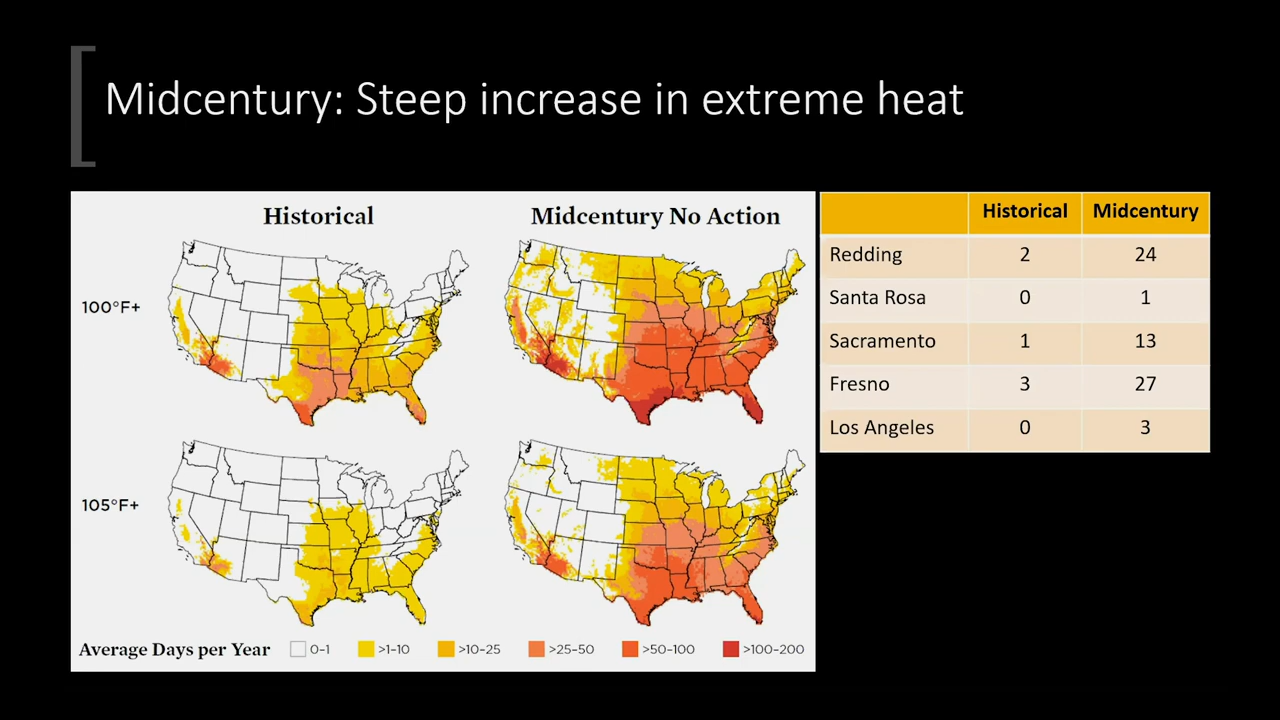 Midcentury: Steep increase in extreme heat
Historical
Midcentury No Action
100°F+
105°F+
Average Days per Year
0–1
>1–10
>10–25
>25–50
>50–100
>100–200
Historical Midcentury
Redding 2 24
Santa Rosa 0 1
Sacramento 1 13
Fresno 3 27
Los Angeles 0 3